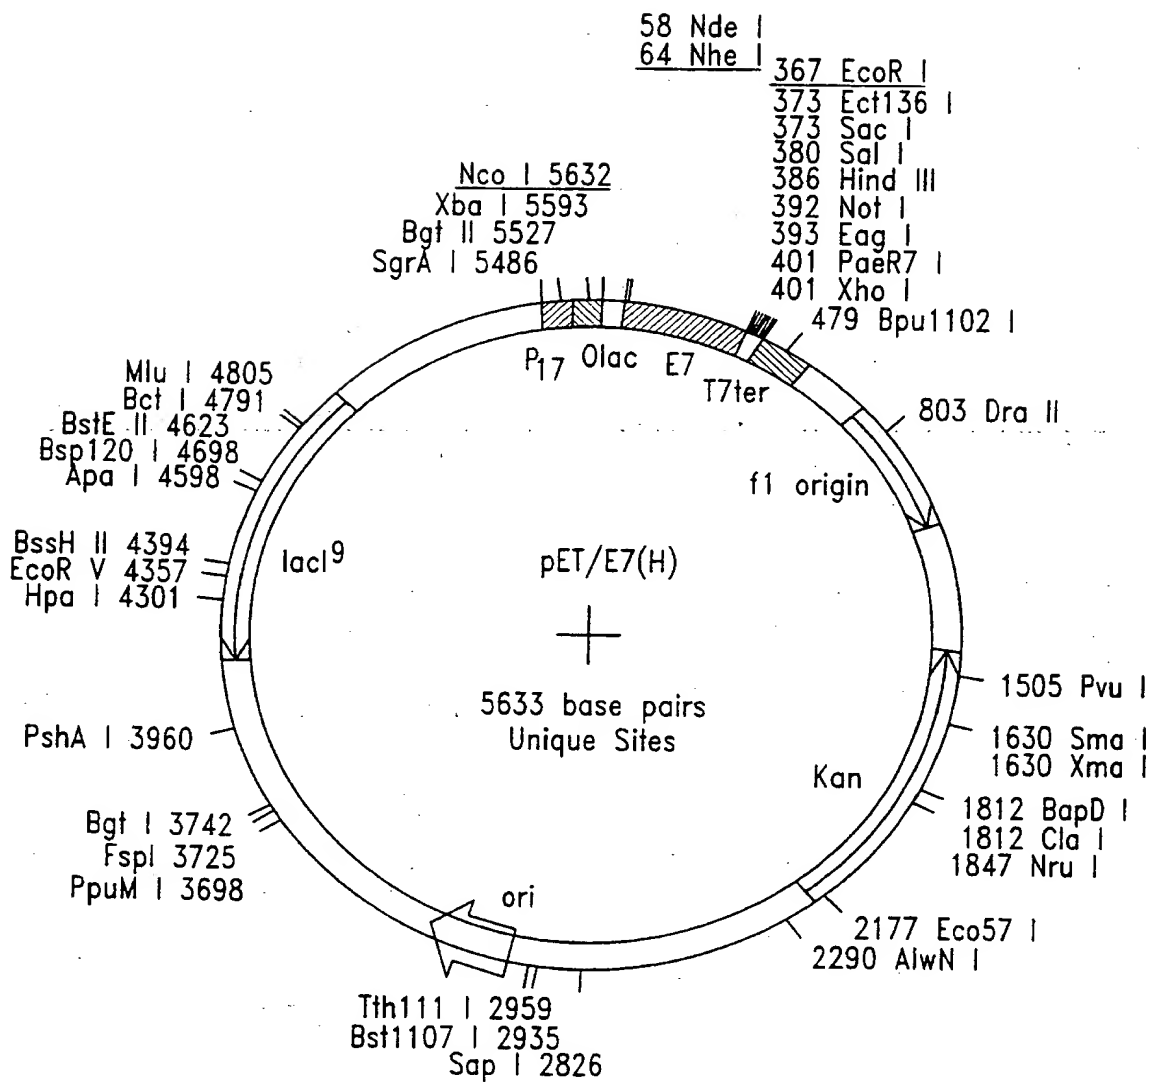 58 Nde I
64 Nhe I
367 EcoR I
373 Ect136 I
373 Sac I
380 Sal I
386 Hind III
392 Not I
393 Eag I
401 PaeR7 I
401 Xho I
479 Bpu1102 I
Nco I 5632
Xba I 5593
Bgt II 5527
SgrA I 5486
P17
Olac
E7
T7ter
803 Dra II
f1 origin
Mlu I 4805
Bct I 4791
BstE II 4623
Bsp120 I 4698
Apa I 4598
BssH II 4394
EcoR V 4357
Hpa I 4301
lacI9
pET/E7(H)
5633 base pairs
Unique Sites
1505 Pvu I
1630 Sma I
1630 Xma I
Kan
1812 BapD I
1812 Cla I
1847 Nru I
PshA I 3960
Bgt I 3742
FspI 3725
PpuM I 3698
ori
2177 Eco57 I
2290 AlwN I
Tth111 I 2959
Bst1107 I 2935
Sap I 2826